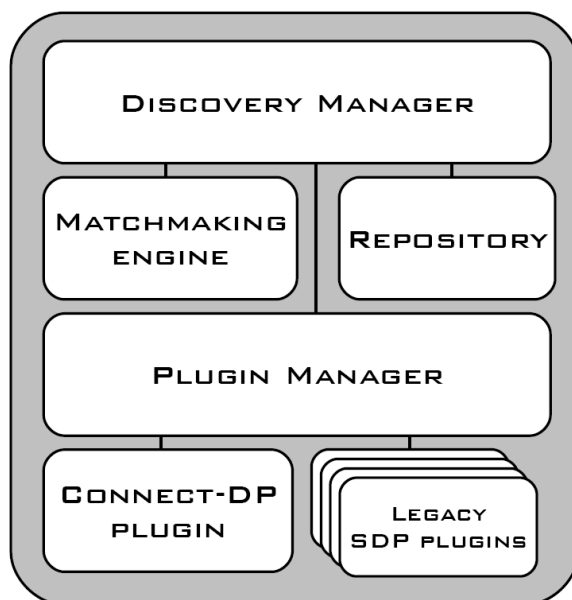 Discovery Manager
Matchmaking
engine
Repository
Plugin Manager
Connect-DP
plugin
Legacy
SDP plugins